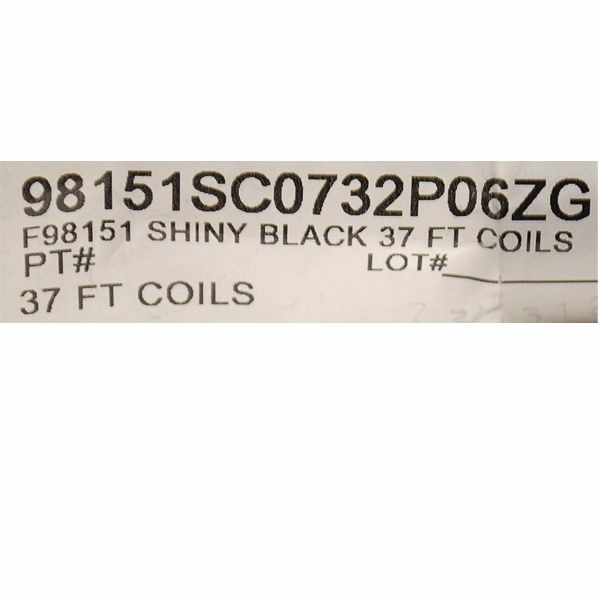 98151SC0732P06ZG
F98151 SHINY BLACK 37 FT COILS
PT# LOT#
37 FT COILS